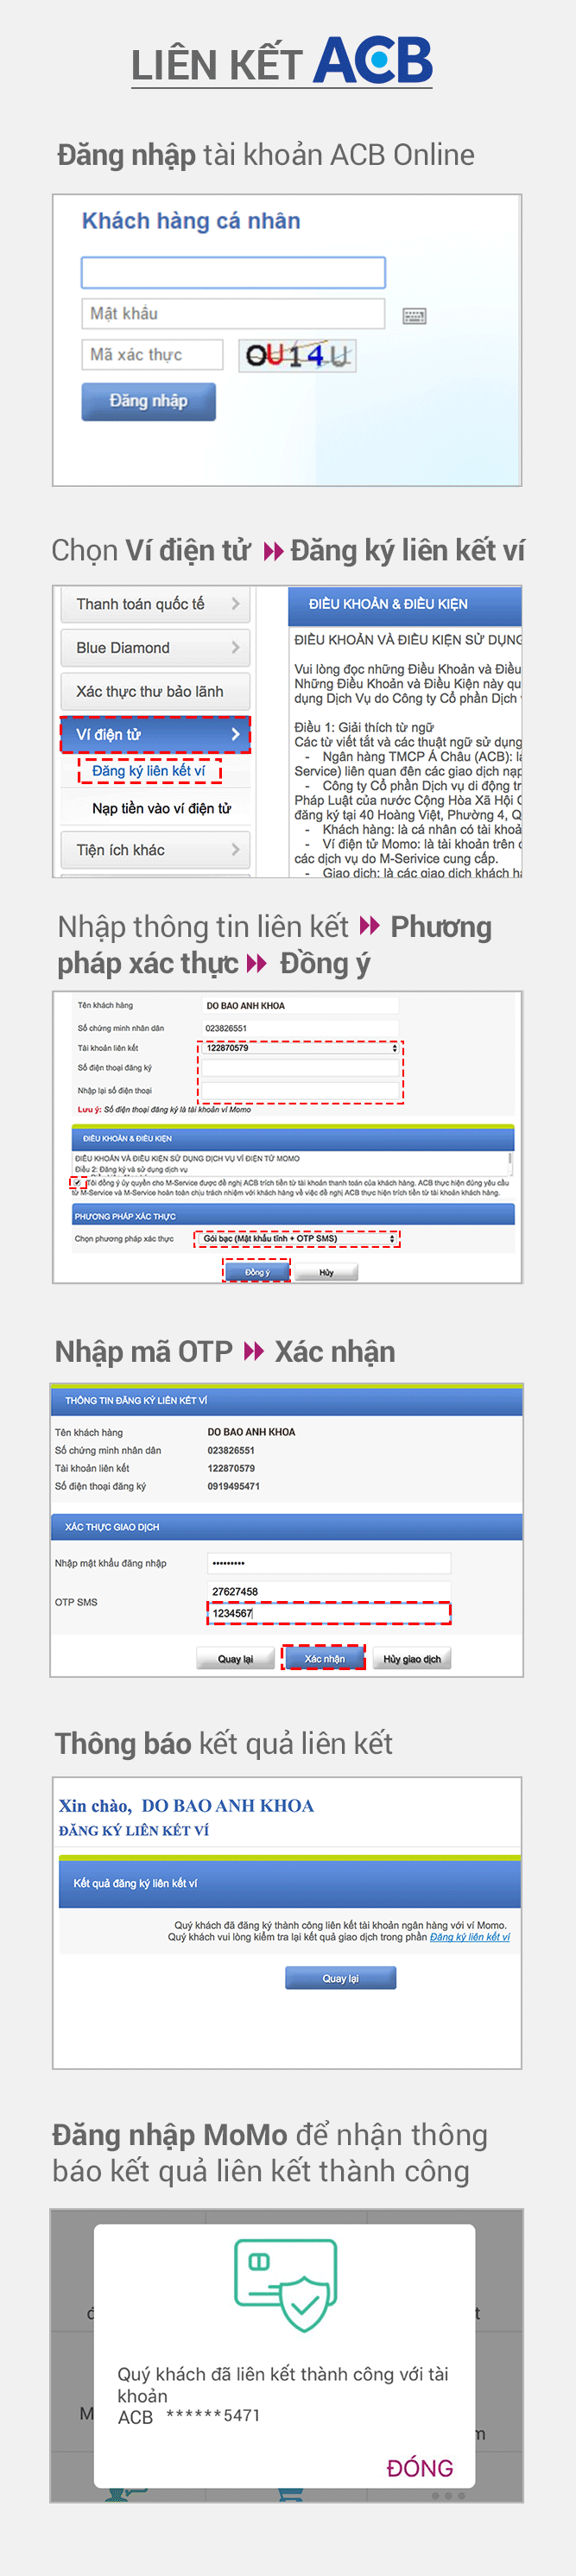 LIÊN KẾT ACB
Đăng nhập tài khoản ACB Online
Khách hàng cá nhân
Mật khẩu
Mã xác thực
OU14U
Đăng nhập
Chọn Ví điện tử Đăng ký liên kết ví
Thanh toán quốc tế
Blue Diamond
Xác thực thư bảo lãnh
Ví điện tử
Đăng ký liên kết ví
Nạp tiền vào ví điện tử
Tiện ích khác
ĐIỀU KHOẢN & ĐIỀU KIỆN
ĐIỀU KHOẢN VÀ ĐIỀU KIỆN SỬ DỤNG
Vui lòng đọc những Điều Khoản và Điều
Những Điều Khoản và Điều Kiện này qu
dụng Dịch Vụ do Công ty Cổ phần Dịch
Điều 1: Giải thích từ ngữ
Các từ viết tắt và các thuật ngữ sử dụng
- Ngân hàng TMCP Á Châu (ACB): là
Service) liên quan đến các giao dịch nạp
- Công ty Cổ phần Dịch vụ di động tr
Pháp Luật của nước Cộng Hòa Xã Hội C
đăng ký tại 40 Hoàng Việt, Phường 4, Q
- Khách hàng: là cá nhân có tài khoả
- Ví điện tử Momo: là tài khoản trên
các dịch vụ do M-Serivice cung cấp.
- Giao dịch: là các giao dịch khách hà
Nhập thông tin liên kết Phương
pháp xác thực Đồng ý
Tên khách hàng DO BAO ANH KHOA
Số chứng minh nhân dân 023826551
Tài khoản liên kết 122870579
Số điện thoại đăng ký
Nhập lại số điện thoại
Lưu ý: Số điện thoại đăng ký là tài khoản ví Momo
ĐIỀU KHOẢN & ĐIỀU KIỆN
ĐIỀU KHOẢN VÀ ĐIỀU KIỆN SỬ DỤNG DỊCH VỤ VÍ ĐIỆN TỬ MOMO
Điều 2: Đăng ký và sử dụng dịch vụ
Tôi đồng ý ủy quyền cho M-Service được đề nghị ACB trích tiền từ tài khoản thanh toán của khách hàng. ACB thực hiện đúng yêu cầu
từ M-Service và M-Service hoàn toàn chịu trách nhiệm với khách hàng về việc đề nghị ACB thực hiện trích tiền từ tài khoản khách hàng.
PHƯƠNG PHÁP XÁC THỰC
Chọn phương pháp xác thực Gói bạc (Mật khẩu tĩnh + OTP SMS)
Đồng ý Hủy
Nhập mã OTP Xác nhận
THÔNG TIN ĐĂNG KÝ LIÊN KẾT VÍ
Tên khách hàng DO BAO ANH KHOA
Số chứng minh nhân dân 023826551
Tài khoản liên kết 122870579
Số điện thoại đăng ký 0919495471
XÁC THỰC GIAO DỊCH
Nhập mật khẩu đăng nhập •••••••••
27627458
OTP SMS
1234567
Quay lại Xác nhận Hủy giao dịch
Thông báo kết quả liên kết
Xin chào, DO BAO ANH KHOA
ĐĂNG KÝ LIÊN KẾT VÍ
Kết quả đăng ký liên kết ví
Quý khách đã đăng ký thành công liên kết tài khoản ngân hàng với ví Momo.
Quý khách vui lòng kiểm tra lại kết quả giao dịch trong phần Đăng ký liên kết ví
Quay lại
Đăng nhập MoMo để nhận thông
báo kết quả liên kết thành công
Quý khách đã liên kết thành công với tài
khoản
ACB ******5471
ĐÓNG